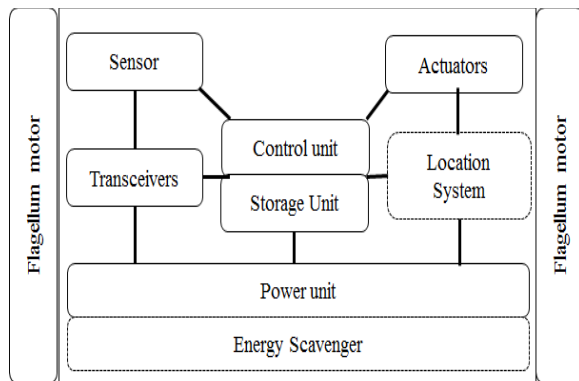 Flagellum motor
Sensor
Actuators
Control unit
Transceivers
Location
System
Storage Unit
Power unit
Energy Scavenger
Flagellum motor